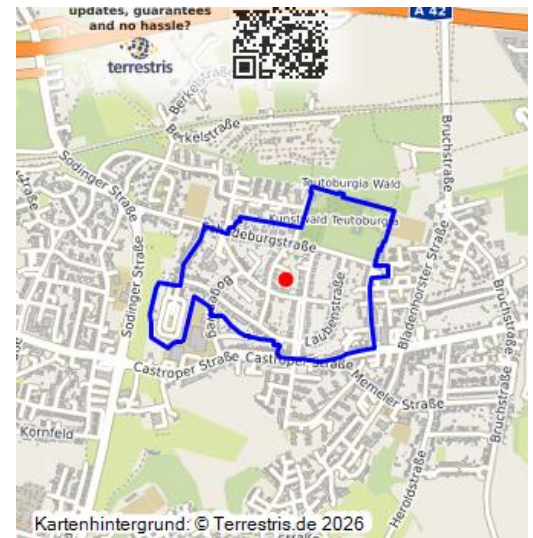 updates, guarantees
and no hassle?
A 42
terrestris
Berkelstraße
Berkelstraße
Bruchstraße
Sodinger Straße
Teutoburgia Wald
Kunstwald Teutoburgia
Schadeburgstraße
Sodinger Straße
Laubenstraße
Bladenhorster Straße
Castroper Straße
Castroper Straße
Memeler Straße
Kornfeld
Bruchstraße
Heroldstraße
Kartenhintergrund: © Terrestris.de 2026